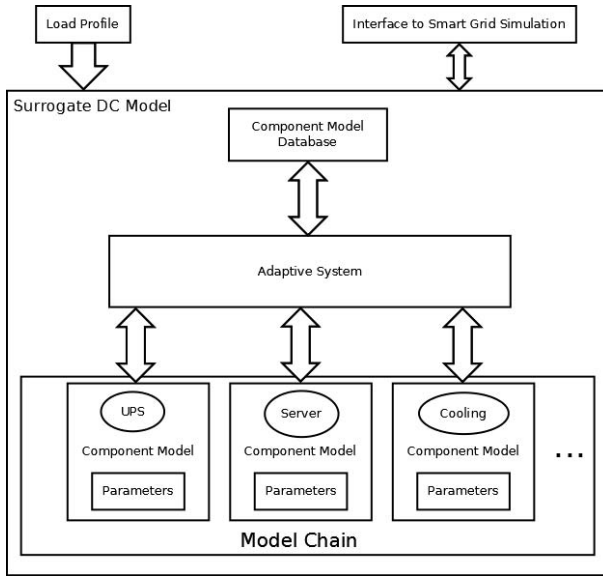 Load Profile
Interface to Smart Grid Simulation
Surrogate DC Model
Component Model
Database
Adaptive System
UPS
Component Model
Parameters
Server
Component Model
Parameters
Cooling
Component Model
Parameters
...
Model Chain